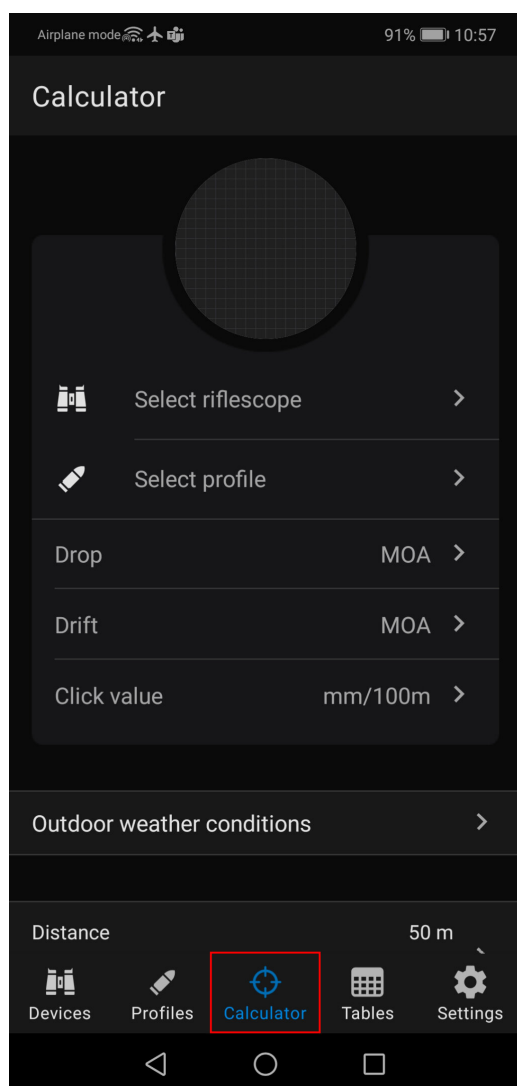 Airplane mode 91% 10:57
Calculator
Select riflescope
Select profile
Drop MOA
Drift MOA
Click value mm/100m
Outdoor weather conditions
Distance 50 m
Devices Profiles Calculator Tables Settings